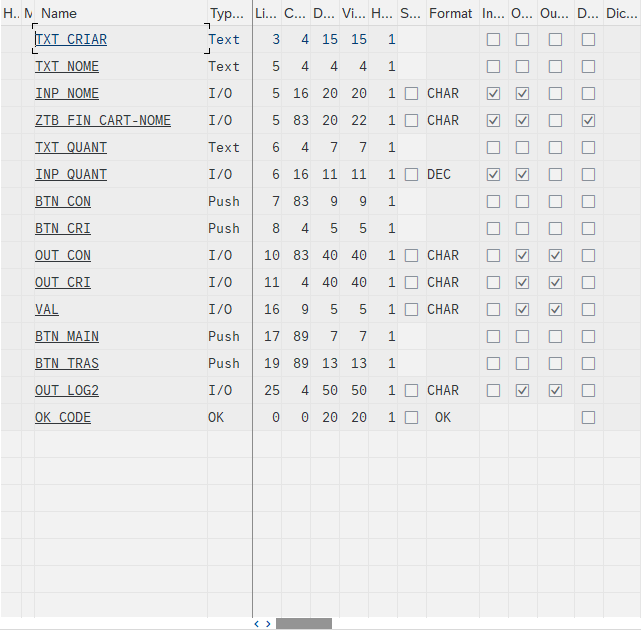 H.. M Name Typ... Li... C... D... Vi... H... S... Format In... O... Ou... D... Dic...
TXT_CRIAR Text 3 4 15 15 1
TXT_NOME Text 5 4 4 4 1
INP_NOME I/O 5 16 20 20 1 CHAR
ZTB_FIN_CART-NOME I/O 5 83 20 22 1 CHAR
TXT_QUANT Text 6 4 7 7 1
INP_QUANT I/O 6 16 11 11 1 DEC
BTN_CON Push 7 83 9 9 1
BTN_CRI Push 8 4 5 5 1
OUT_CON I/O 10 83 40 40 1 CHAR
OUT_CRI I/O 11 4 40 40 1 CHAR
VAL I/O 16 9 5 5 1 CHAR
BTN_MAIN Push 17 89 7 7 1
BTN_TRAS Push 19 89 13 13 1
OUT_LOG2 I/O 25 4 50 50 1 CHAR
OK_CODE OK 0 0 20 20 1 OK